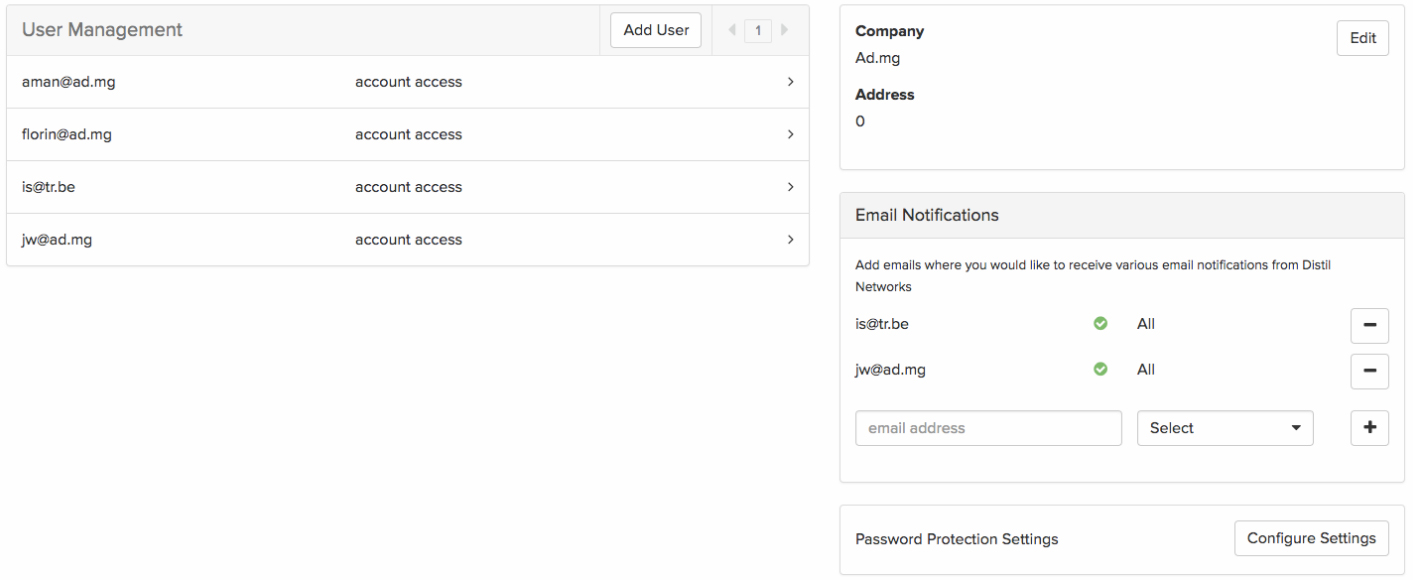 User Management
Add User
1
aman@ad.mg account access
florin@ad.mg account access
is@tr.be account access
jw@ad.mg account access
Company
Edit
Ad.mg
Address
0
Email Notifications
Add emails where you would like to receive various email notifications from Distil
Networks
is@tr.be All
jw@ad.mg All
email address Select
Password Protection Settings Configure Settings